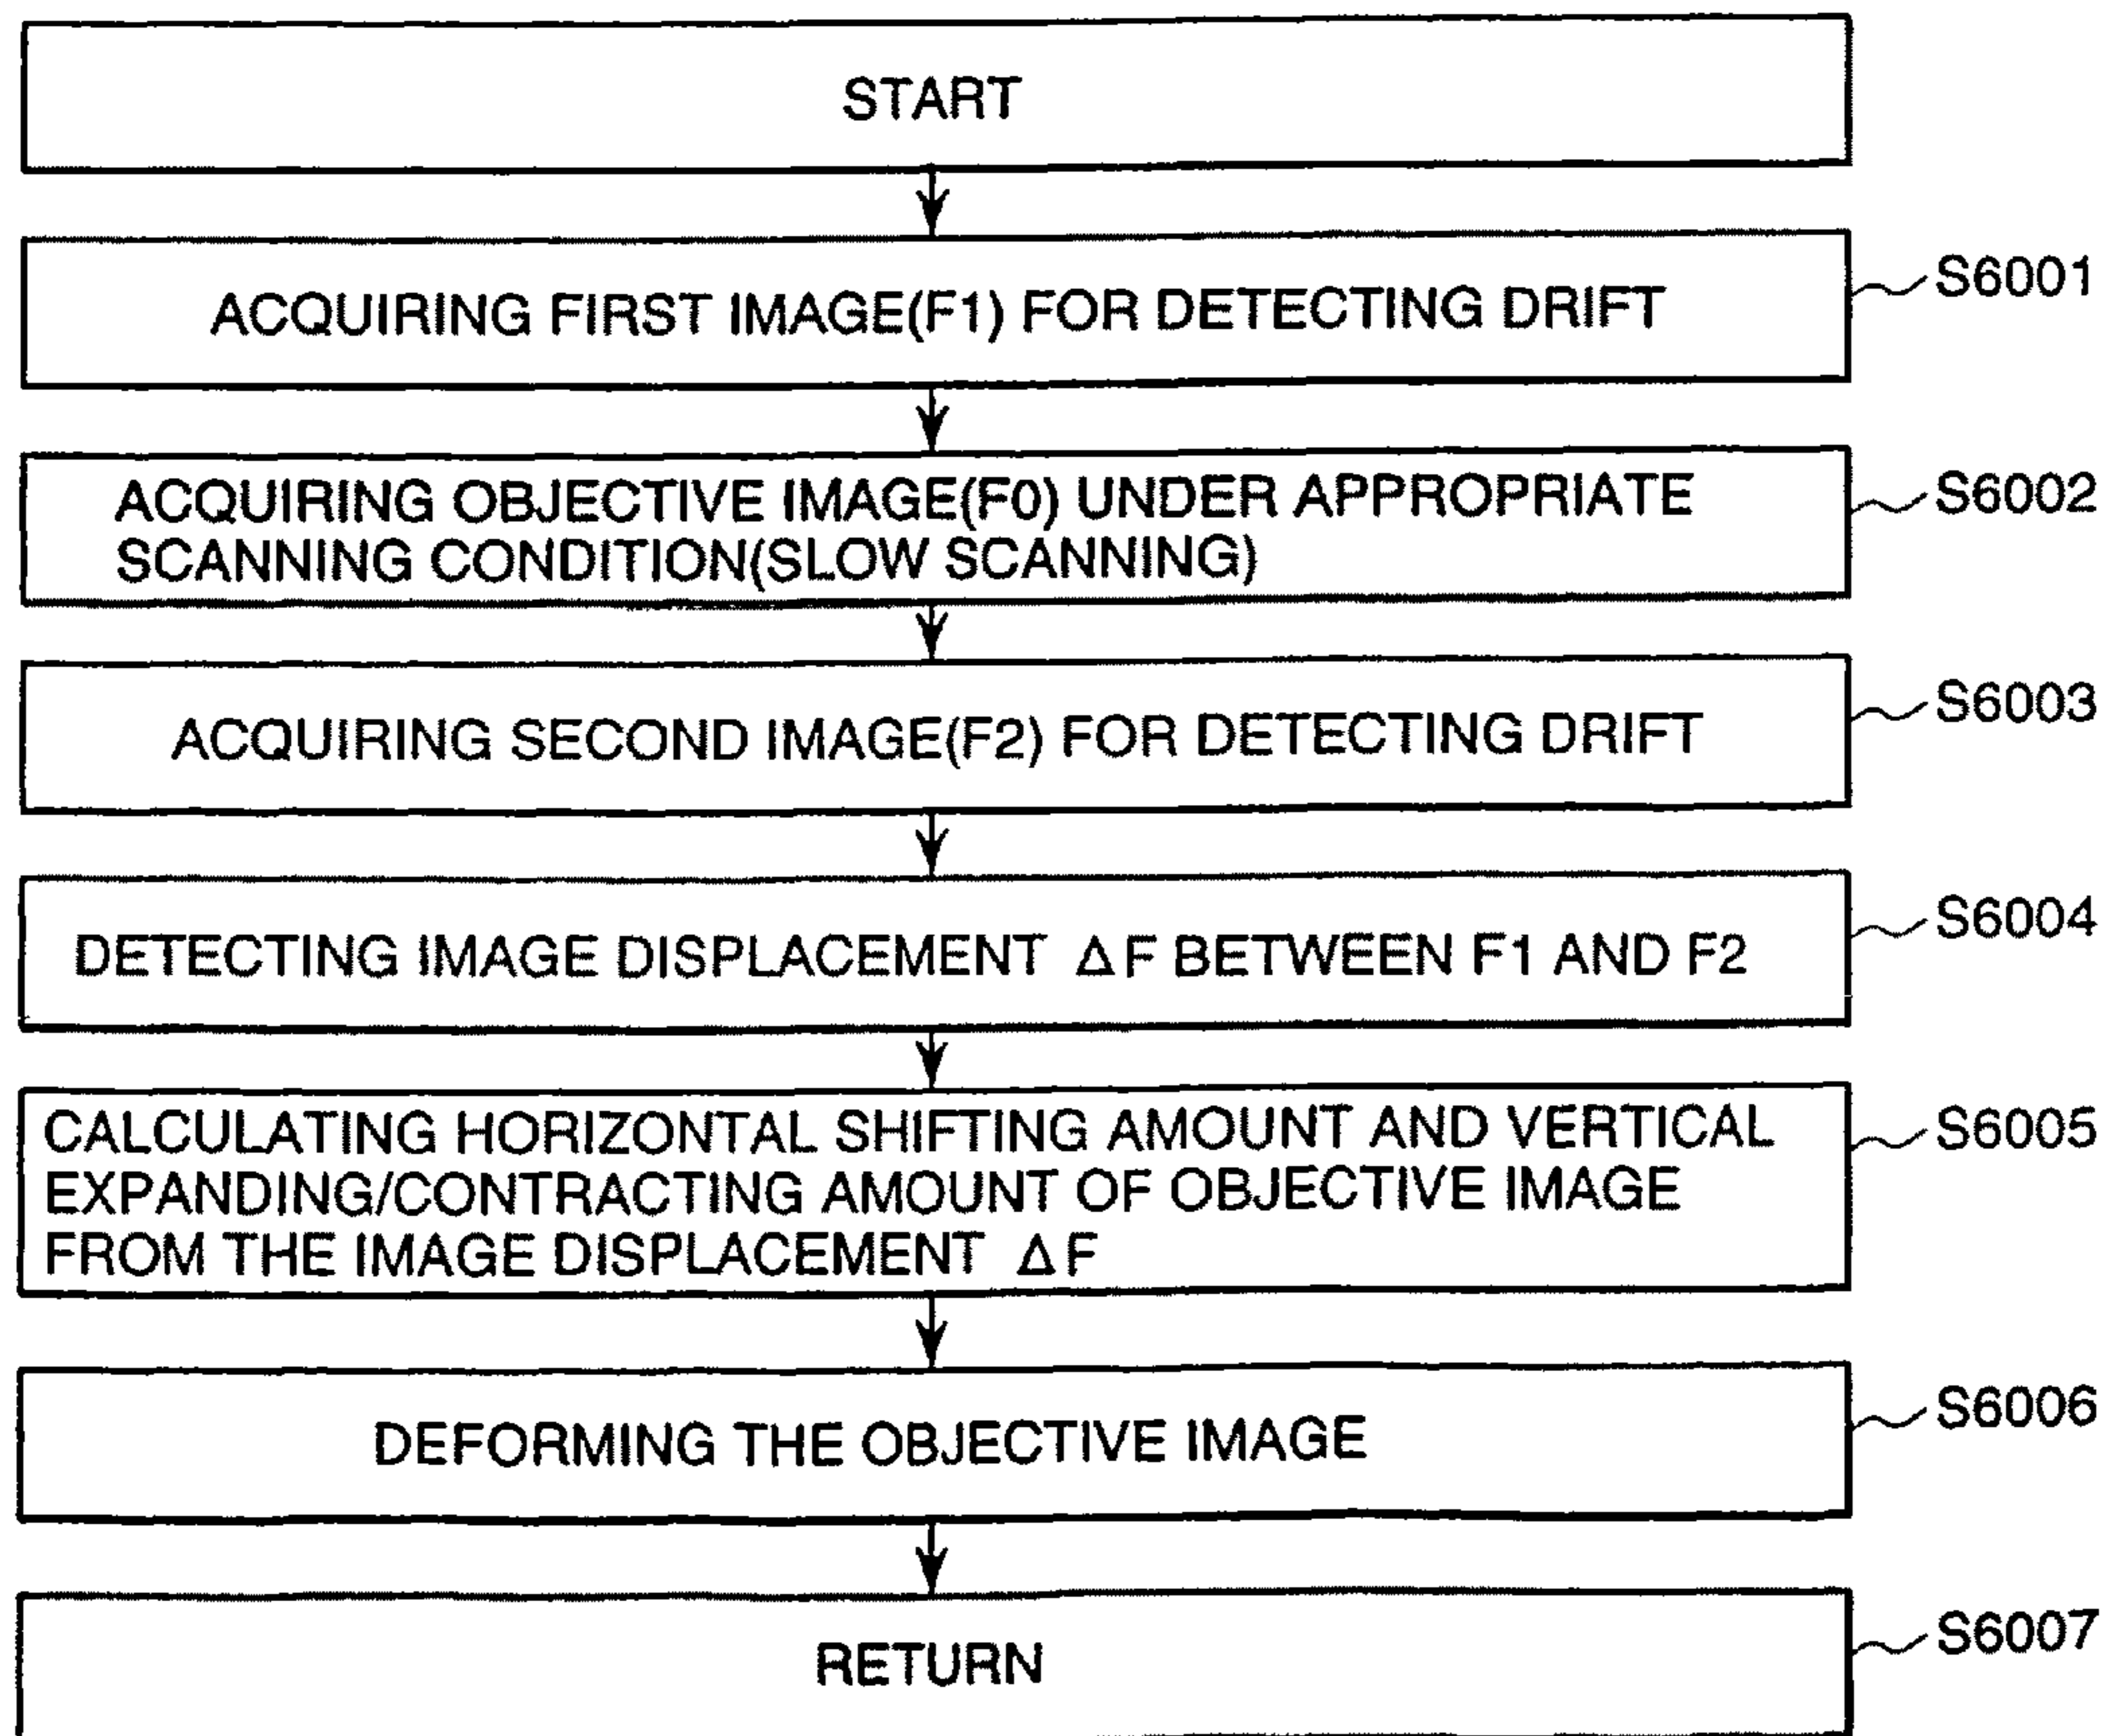 START
ACQUIRING FIRST IMAGE(F1) FOR DETECTING DRIFT
S6001
ACQUIRING OBJECTIVE IMAGE(F0) UNDER APPROPRIATE
SCANNING CONDITION(SLOW SCANNING)
S6002
ACQUIRING SECOND IMAGE(F2) FOR DETECTING DRIFT
S6003
DETECTING IMAGE DISPLACEMENT ΔF BETWEEN F1 AND F2
S6004
CALCULATING HORIZONTAL SHIFTING AMOUNT AND VERTICAL
EXPANDING/CONTRACTING AMOUNT OF OBJECTIVE IMAGE
FROM THE IMAGE DISPLACEMENT ΔF
S6005
DEFORMING THE OBJECTIVE IMAGE
S6006
RETURN
S6007